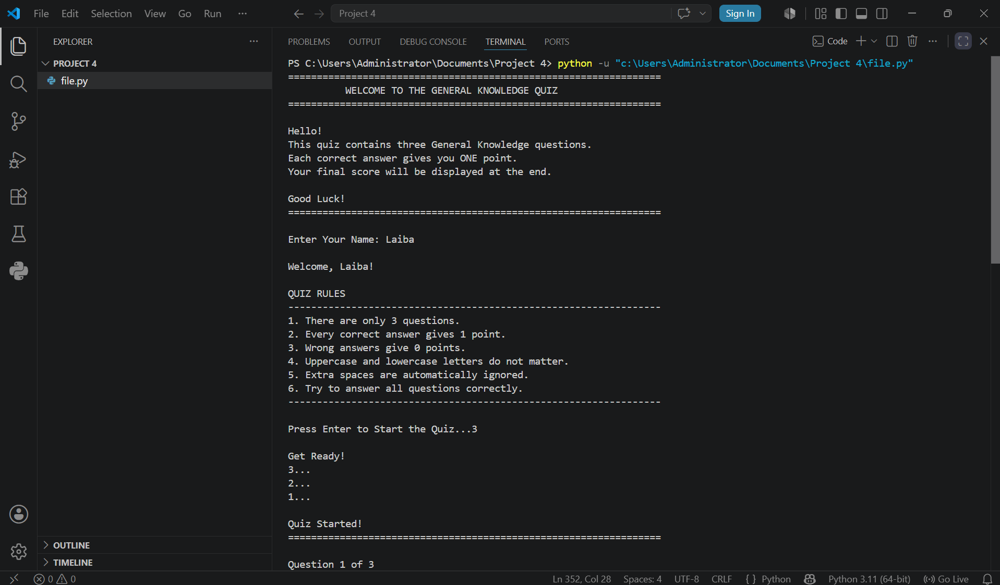 File Edit Selection View Go Run ...
Project 4
Sign In
EXPLORER
PROJECT 4
file.py
OUTLINE
TIMELINE
PROBLEMS OUTPUT DEBUG CONSOLE TERMINAL PORTS
Code
PS C:\Users\Administrator\Documents\Project 4> python -u "c:\Users\Administrator\Documents\Project 4\file.py"
=================================================================
WELCOME TO THE GENERAL KNOWLEDGE QUIZ
=================================================================
Hello!
This quiz contains three General Knowledge questions.
Each correct answer gives you ONE point.
Your final score will be displayed at the end.
Good Luck!
=================================================================
Enter Your Name: Laiba
Welcome, Laiba!
QUIZ RULES
-----------------------------------------------------------------
1. There are only 3 questions.
2. Every correct answer gives 1 point.
3. Wrong answers give 0 points.
4. Uppercase and lowercase letters do not matter.
5. Extra spaces are automatically ignored.
6. Try to answer all questions correctly.
-----------------------------------------------------------------
Press Enter to Start the Quiz...3
Get Ready!
3...
2...
1...
Quiz Started!
=================================================================
Question 1 of 3
0 0
Ln 352, Col 28 Spaces: 4 UTF-8 CRLF { } Python Python 3.11 (64-bit) Go Live